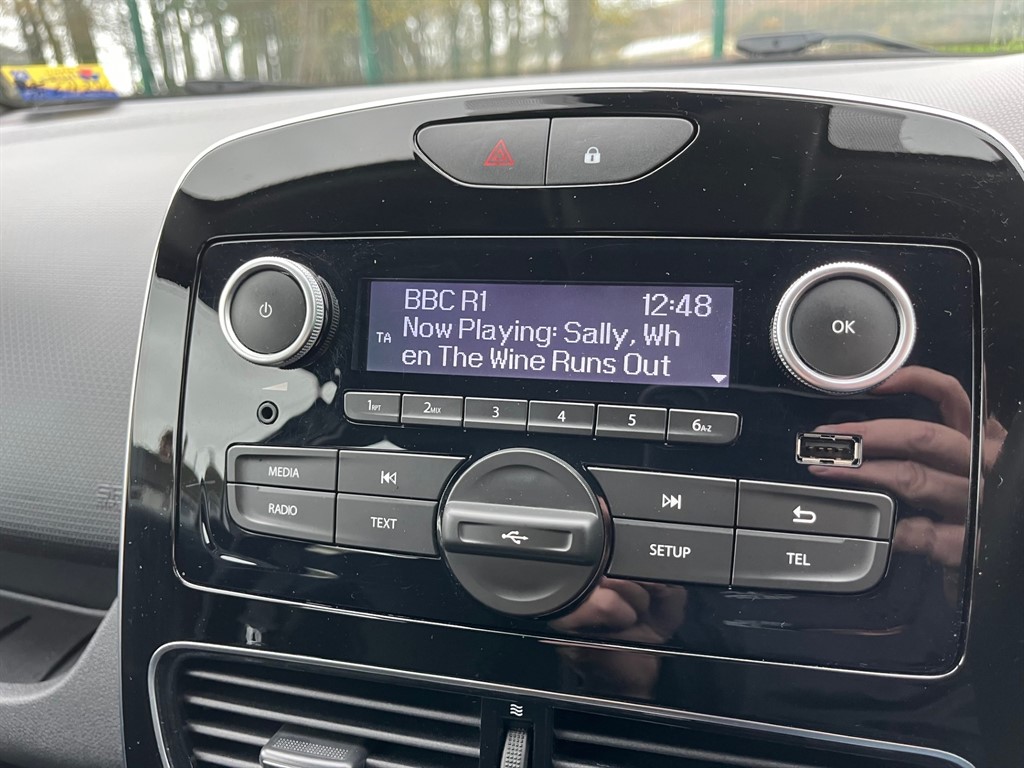 BBC R1 12:48
TA
Now Playing: Sally, Wh
en The Wine Runs Out
OK
1RPT 2MIX 3 4 5 6A-Z
MEDIA
RADIO TEXT
SETUP TEL